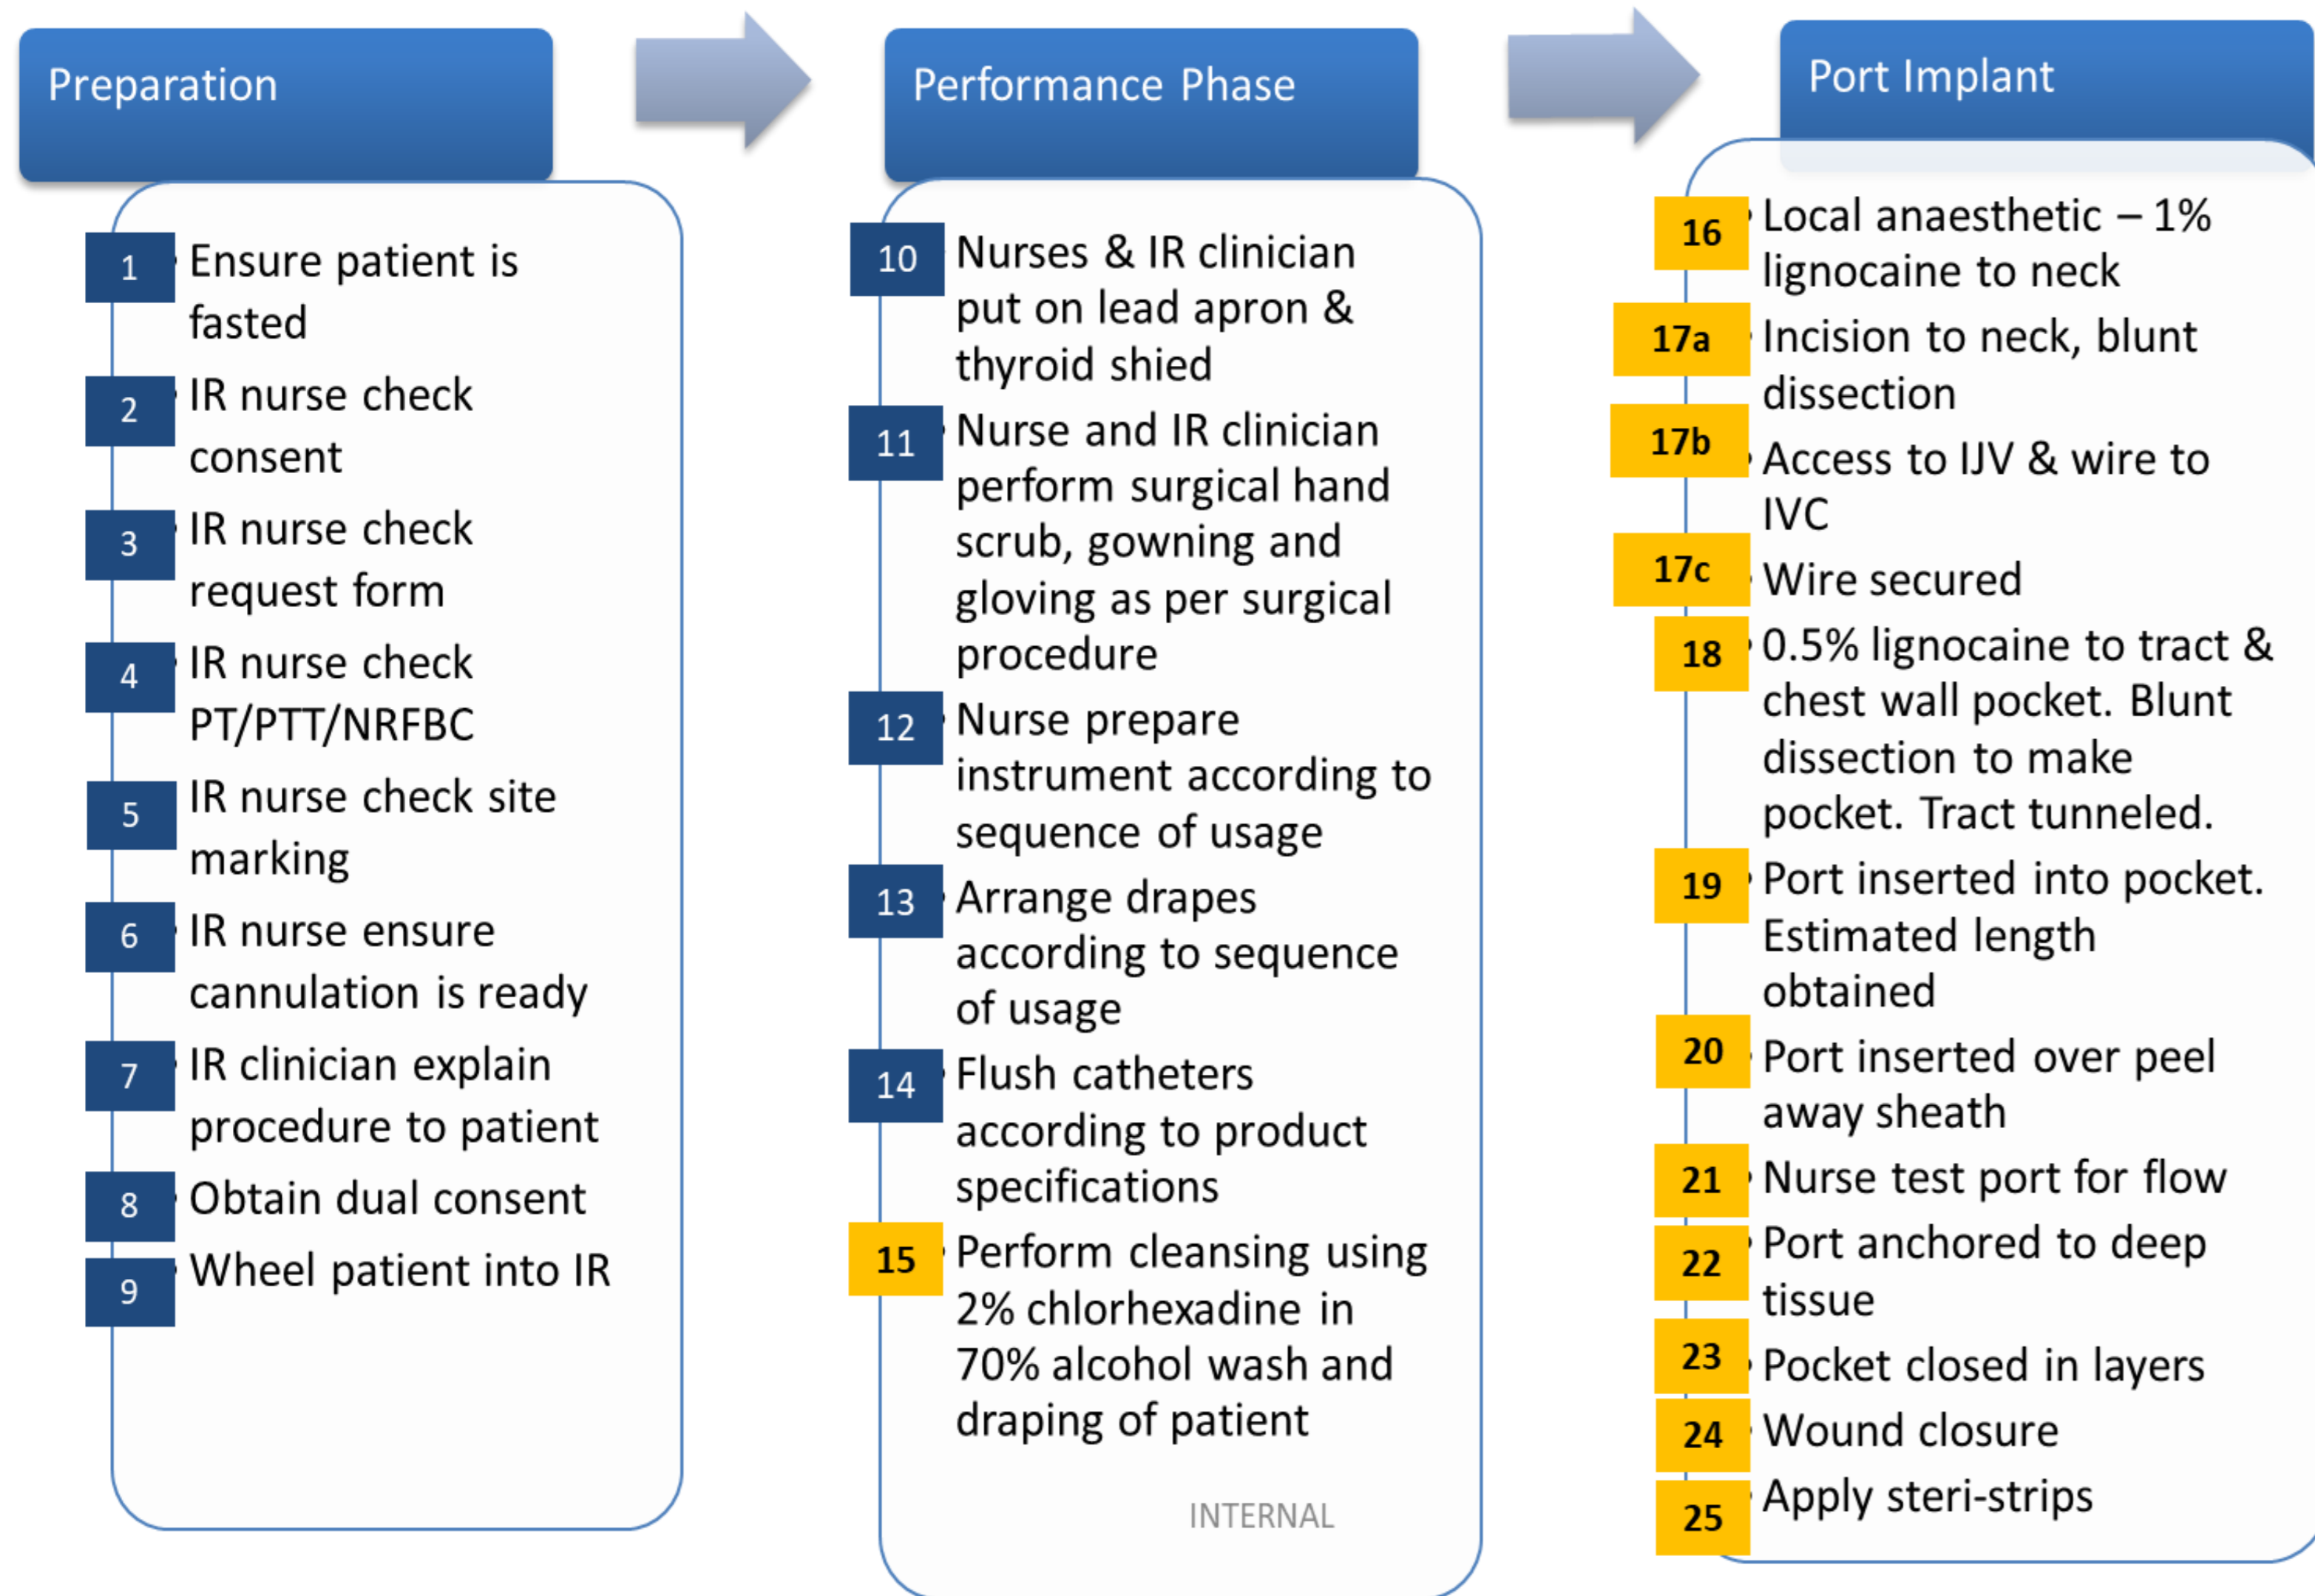 Preparation
1 Ensure patient is
fasted
2 IR nurse check
consent
3 IR nurse check
request form
4 IR nurse check
PT/PTT/NRFBC
5 IR nurse check site
marking
6 IR nurse ensure
cannulation is ready
7 IR clinician explain
procedure to patient
8 Obtain dual consent
9 Wheel patient into IR
Performance Phase
10 Nurses & IR clinician
put on lead apron &
thyroid shied
11 Nurse and IR clinician
perform surgical hand
scrub, gowning and
gloving as per surgical
procedure
12 Nurse prepare
instrument according to
sequence of usage
13 Arrange drapes
according to sequence
of usage
14 Flush catheters
according to product
specifications
15 Perform cleansing using
2% chlorhexadine in
70% alcohol wash and
draping of patient
INTERNAL
Port Implant
16 Local anaesthetic – 1%
lignocaine to neck
17a Incision to neck, blunt
dissection
17b Access to IJV & wire to
IVC
17c Wire secured
18 0.5% lignocaine to tract &
chest wall pocket. Blunt
dissection to make
pocket. Tract tunneled.
19 Port inserted into pocket.
Estimated length
obtained
20 Port inserted over peel
away sheath
21 Nurse test port for flow
22 Port anchored to deep
tissue
23 Pocket closed in layers
24 Wound closure
25 Apply steri-strips